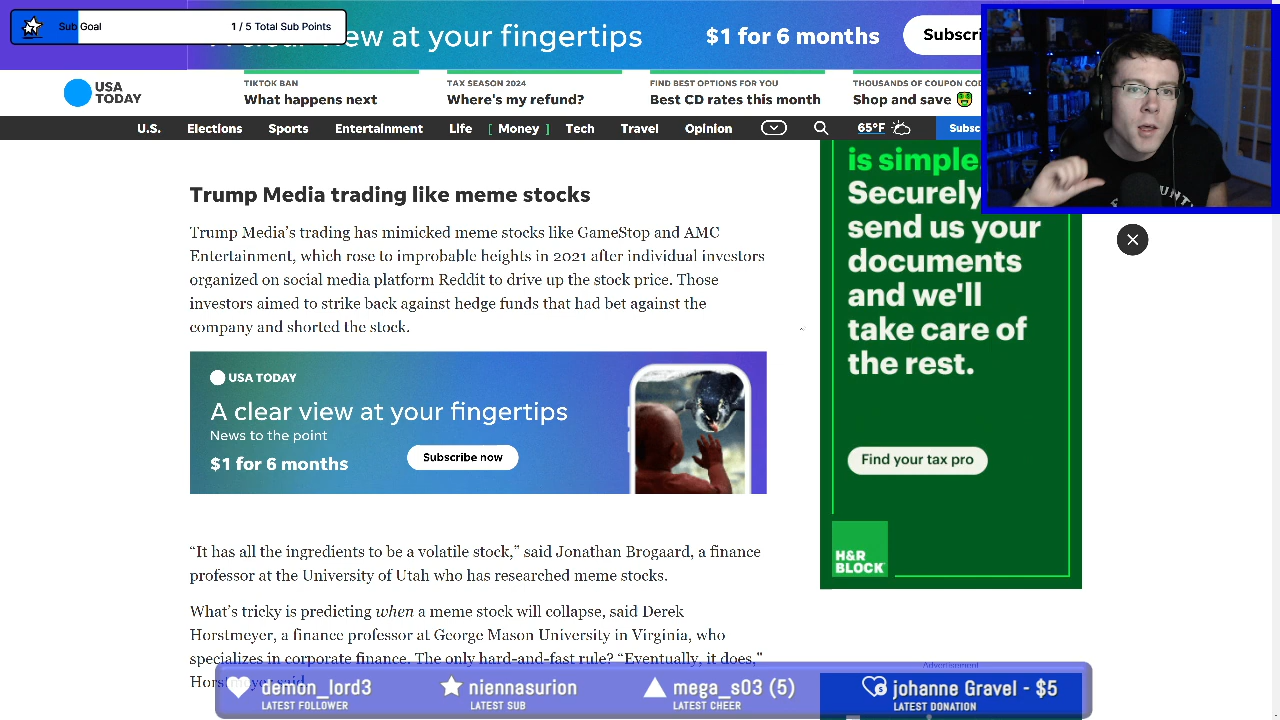 Sub Goal
1 / 5 Total Sub Points
view at your fingertips
$1 for 6 months
Subscri
USA
TODAY
TIKTOK BAN
What happens next
TAX SEASON 2024
Where's my refund?
FIND BEST OPTIONS FOR YOU
Best CD rates this month
THOUSANDS OF COUPON COD
Shop and save
U.S.
Elections
Sports
Entertainment
Life
[ Money ]
Tech
Travel
Opinion
65°F
Subsc
Trump Media trading like meme stocks
Trump Media’s trading has mimicked meme stocks like GameStop and AMC
Entertainment, which rose to improbable heights in 2021 after individual investors
organized on social media platform Reddit to drive up the stock price. Those
investors aimed to strike back against hedge funds that had bet against the
company and shorted the stock.
USA TODAY
A clear view at your fingertips
News to the point
$1 for 6 months
Subscribe now
“It has all the ingredients to be a volatile stock,” said Jonathan Brogaard, a finance
professor at the University of Utah who has researched meme stocks.
What’s tricky is predicting when a meme stock will collapse, said Derek
Horstmeyer, a finance professor at George Mason University in Virginia, who
specializes in corporate finance. The only hard-and-fast rule? “Eventually, it does,”
is simple.
Securely
send us your
documents
and we'll
take care of
the rest.
Find your tax pro
H&R
BLOCK
Advertisement
demon_lord3
LATEST FOLLOWER
niennasurion
LATEST SUB
mega_s03 (5)
LATEST CHEER
johanne Gravel - $5
LATEST DONATION